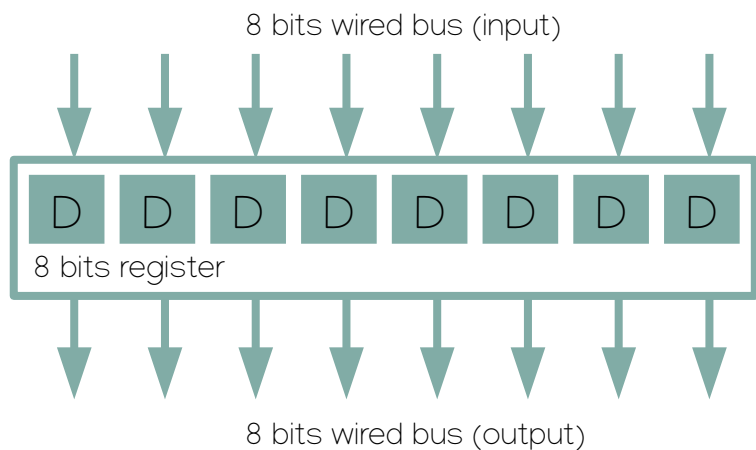 8 bits wired bus (input)
D D D D D D D D
8 bits register
8 bits wired bus (output)